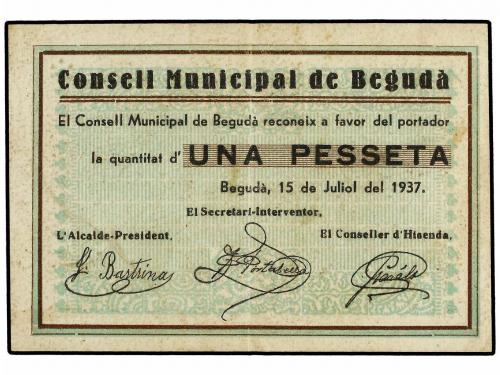 Consell Municipal de Begudà
El Consell Municipal de Begudà reconeix a favor del portador
la quantitat d' UNA PESSETA
Begudà, 15 de Juliol del 1937.
El Secretari-Interventor,
L'Alcalde-President, El Conseller d'Hisenda,
J. Bastrina